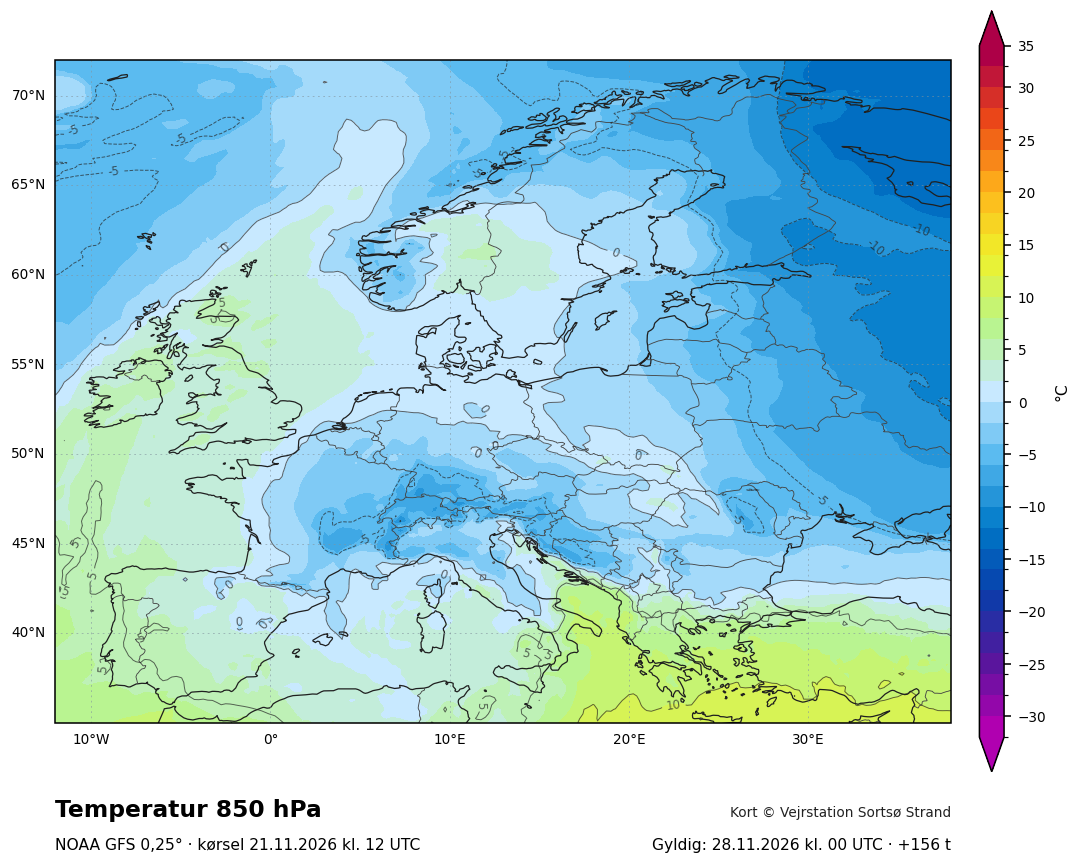 70°N
65°N
60°N
55°N
50°N
45°N
40°N
10°W 0° 10°E 20°E 30°E
35
30
25
20
15
10
5
0
−5
−10
−15
−20
−25
−30
°C
Temperatur 850 hPa
Kort © Vejrstation Sortsø Strand
NOAA GFS 0,25° · kørsel 21.11.2026 kl. 12 UTC
Gyldig: 28.11.2026 kl. 00 UTC · +156 t